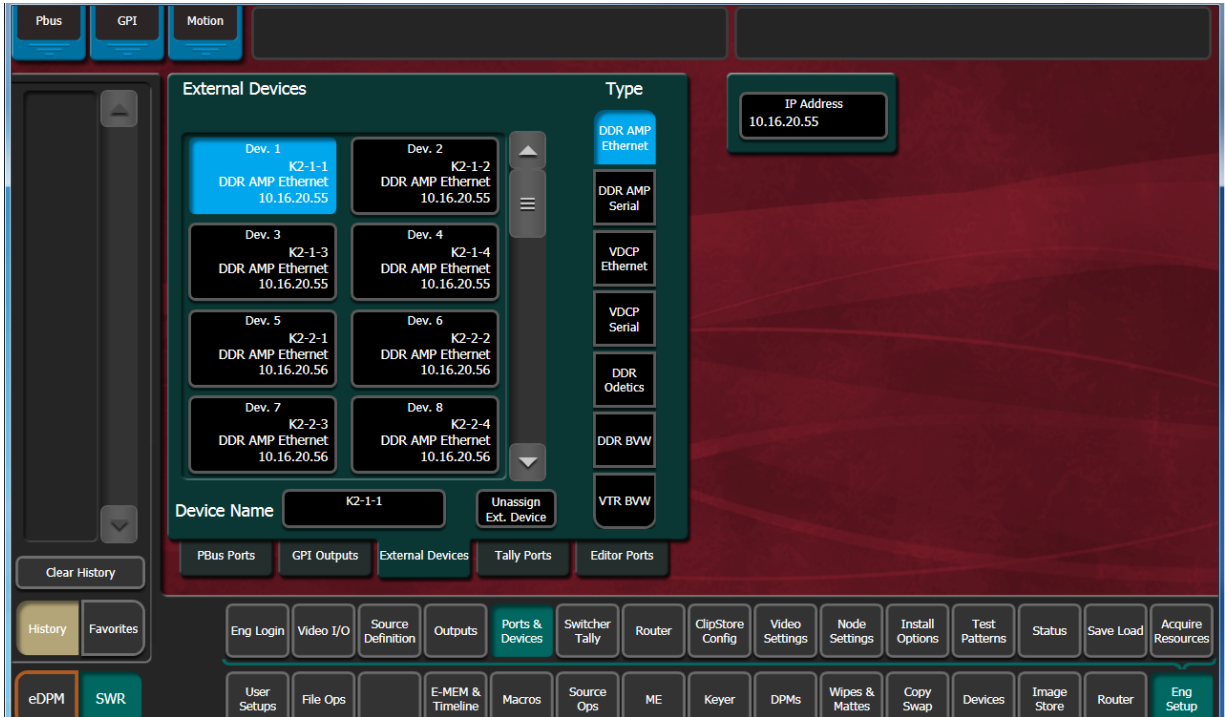 Pbus
GPI
Motion
External Devices
Type
IP Address
10.16.20.55
Dev. 1
K2-1-1
DDR AMP Ethernet
10.16.20.55
Dev. 2
K2-1-2
DDR AMP Ethernet
10.16.20.55
Dev. 3
K2-1-3
DDR AMP Ethernet
10.16.20.55
Dev. 4
K2-1-4
DDR AMP Ethernet
10.16.20.55
Dev. 5
K2-2-1
DDR AMP Ethernet
10.16.20.56
Dev. 6
K2-2-2
DDR AMP Ethernet
10.16.20.56
Dev. 7
K2-2-3
DDR AMP Ethernet
10.16.20.56
Dev. 8
K2-2-4
DDR AMP Ethernet
10.16.20.56
DDR AMP
Ethernet
DDR AMP
Serial
VDCP
Ethernet
VDCP
Serial
DDR
Odetics
DDR BVW
VTR BVW
Device Name
K2-1-1
Unassign
Ext. Device
PBus Ports
GPI Outputs
External Devices
Tally Ports
Editor Ports
Clear History
History
Favorites
Eng Login
Video I/O
Source
Definition
Outputs
Ports &
Devices
Switcher
Tally
Router
ClipStore
Config
Video
Settings
Node
Settings
Install
Options
Test
Patterns
Status
Save Load
Acquire
Resources
eDPM
SWR
User
Setups
File Ops
E-MEM &
Timeline
Macros
Source
Ops
ME
Keyer
DPMs
Wipes &
Mattes
Copy
Swap
Devices
Image
Store
Router
Eng
Setup